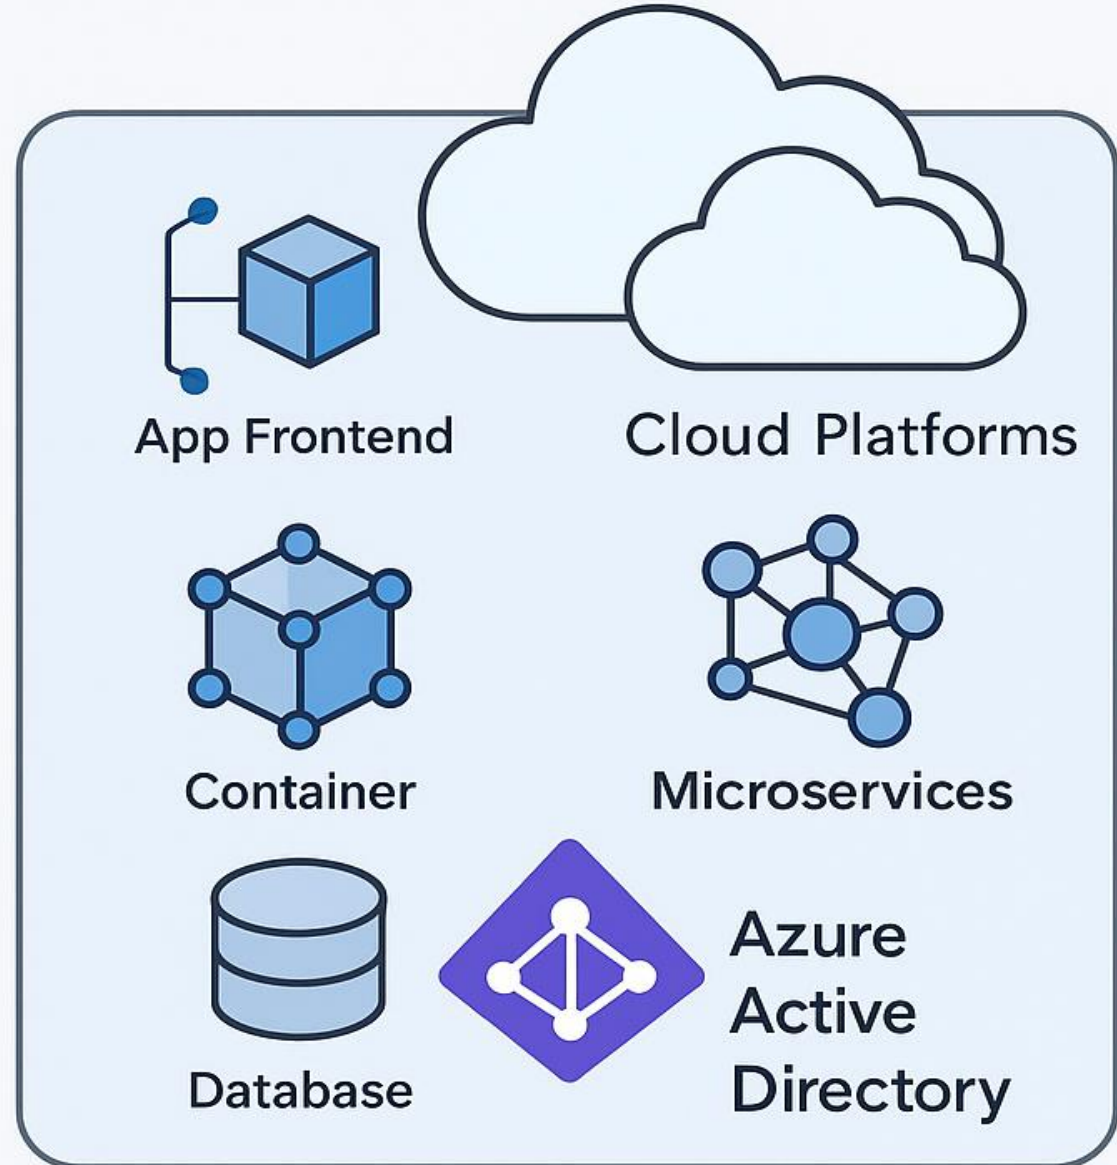 App Frontend
Cloud Platforms
Container
Microservices
Database
Azure
Active
Directory